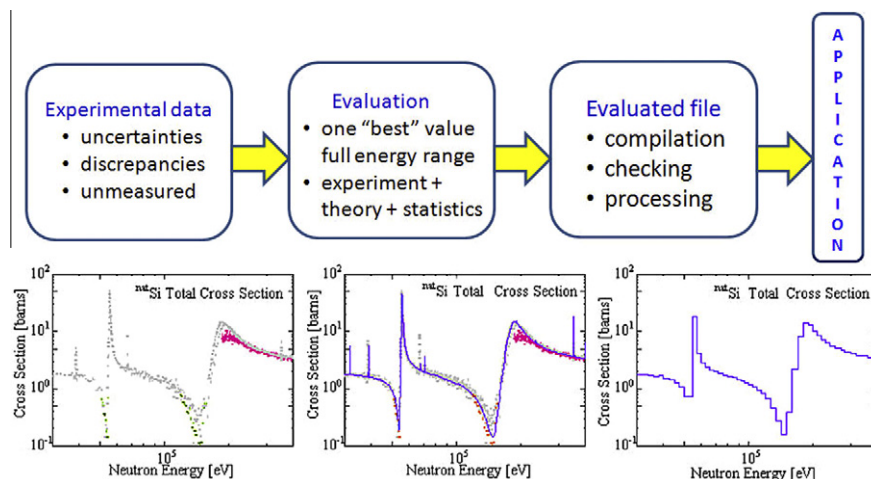 Experimental data
• uncertainties
• discrepancies
• unmeasured
Evaluation
• one “best” value
full energy range
• experiment +
theory + statistics
Evaluated file
• compilation
• checking
• processing
APPLICATION
10²
10¹
10⁰
10⁻¹
Cross Section [barns]
ⁿᵃᵗSi Total Cross Section
10⁵
Neutron Energy [eV]
10²
10¹
10⁰
10⁻¹
Cross Section [barns]
ⁿᵃᵗSi Total Cross Section
10⁵
Neutron Energy [eV]
10²
10¹
10⁰
10⁻¹
Cross Section [barns]
ⁿᵃᵗSi Total Cross Section
10⁵
Neutron Energy [eV]